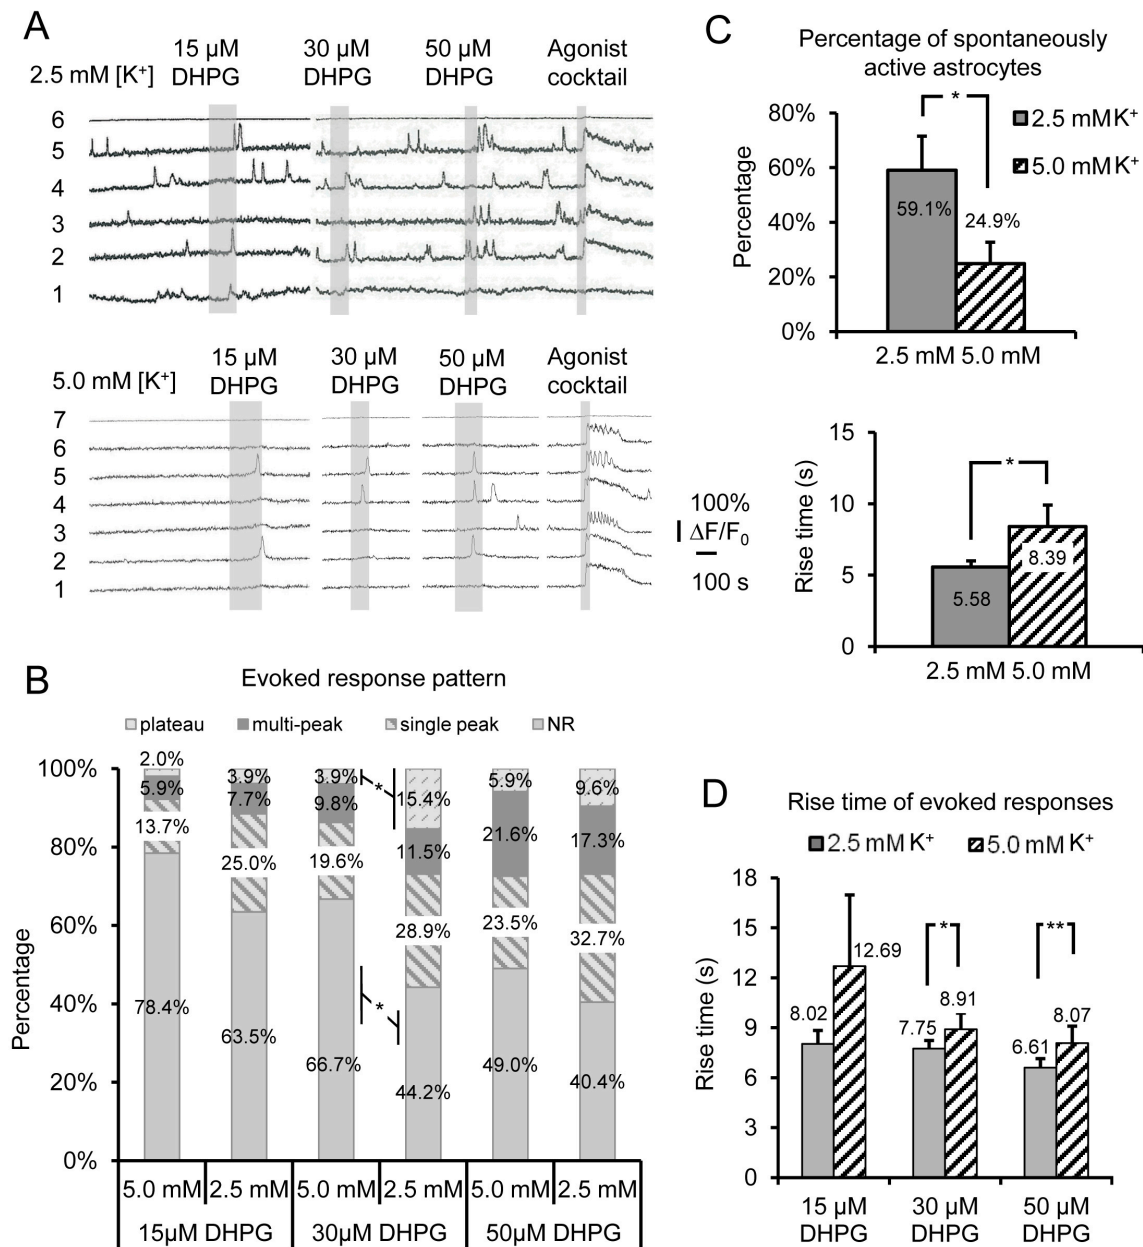 A
15 µM
DHPG
30 µM
DHPG
50 µM
DHPG
Agonist
cocktail
2.5 mM [K⁺]
6
5
4
3
2
1
15 µM
DHPG
30 µM
DHPG
50 µM
DHPG
Agonist
cocktail
5.0 mM [K⁺]
7
6
5
4
3
2
1
100%
ΔF/F₀
100 s
B
Evoked response pattern
plateau multi-peak single peak NR
Percentage
100%
80%
60%
40%
20%
0%
2.0%
5.9%
13.7%
78.4%
3.9%
7.7%
25.0%
63.5%
3.9%
9.8%
19.6%
66.7%
*
*
15.4%
11.5%
28.9%
44.2%
5.9%
21.6%
23.5%
49.0%
9.6%
17.3%
32.7%
40.4%
5.0 mM 2.5 mM 5.0 mM 2.5 mM 5.0 mM 2.5 mM
15µM DHPG 30µM DHPG 50µM DHPG
C
Percentage of spontaneously
active astrocytes
2.5 mM K⁺
5.0 mM K⁺
Percentage
80%
60%
40%
20%
0%
*
59.1%
24.9%
2.5 mM 5.0 mM
Rise time (s)
15
10
5
0
*
5.58
8.39
2.5 mM 5.0 mM
D
Rise time of evoked responses
2.5 mM K⁺ 5.0 mM K⁺
Rise time (s)
18
15
12
9
6
3
0
8.02
12.69
*
7.75
8.91
**
6.61
8.07
15 µM
DHPG
30 µM
DHPG
50 µM
DHPG